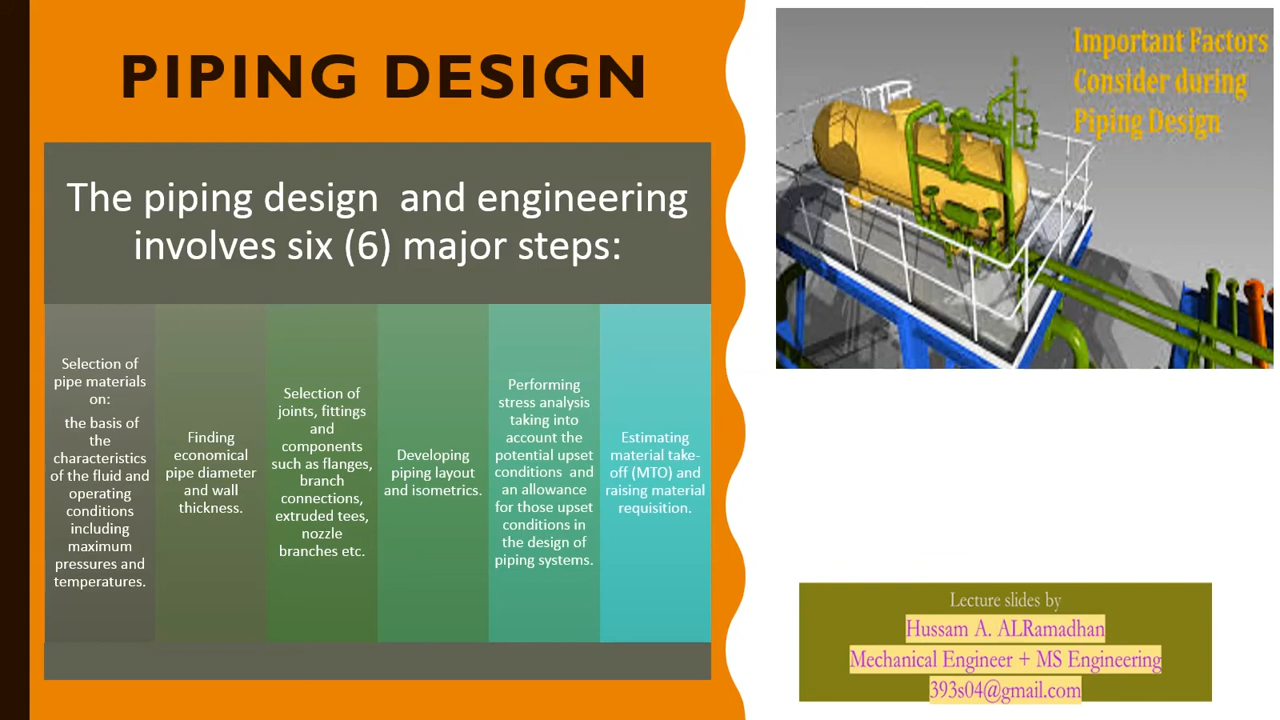 PIPING DESIGN
The piping design and engineering
involves six (6) major steps:
Selection of
pipe materials
on:
the basis of
the
characteristics
of the fluid and
operating
conditions
including
maximum
pressures and
temperatures.
Finding
economical
pipe diameter
and wall
thickness.
Selection of
joints, fittings
and
components
such as flanges,
branch
connections,
extruded tees,
nozzle
branches etc.
Developing
piping layout
and isometrics.
Performing
stress analysis
taking into
account the
potential upset
conditions and
an allowance
for those upset
conditions in
the design of
piping systems.
Estimating
material take-
off (MTO) and
raising material
requisition.
Important Factors
Consider during
Piping Design
Lecture slides by
Hussam A. ALRamadhan
Mechanical Engineer + MS Engineering
393s04@gmail.com